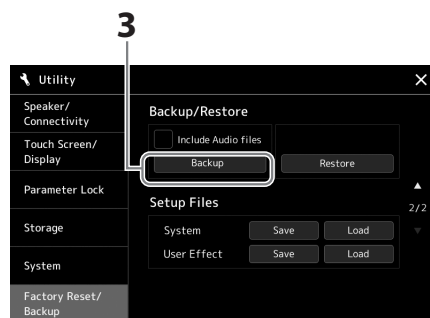 3
Utility
×
Speaker/
Connectivity
Touch Screen/
Display
Parameter Lock
Storage
System
Factory Reset/
Backup
Backup/Restore
Include Audio files
Backup
Restore
2/2
Setup Files
System Save Load
User Effect Save Load